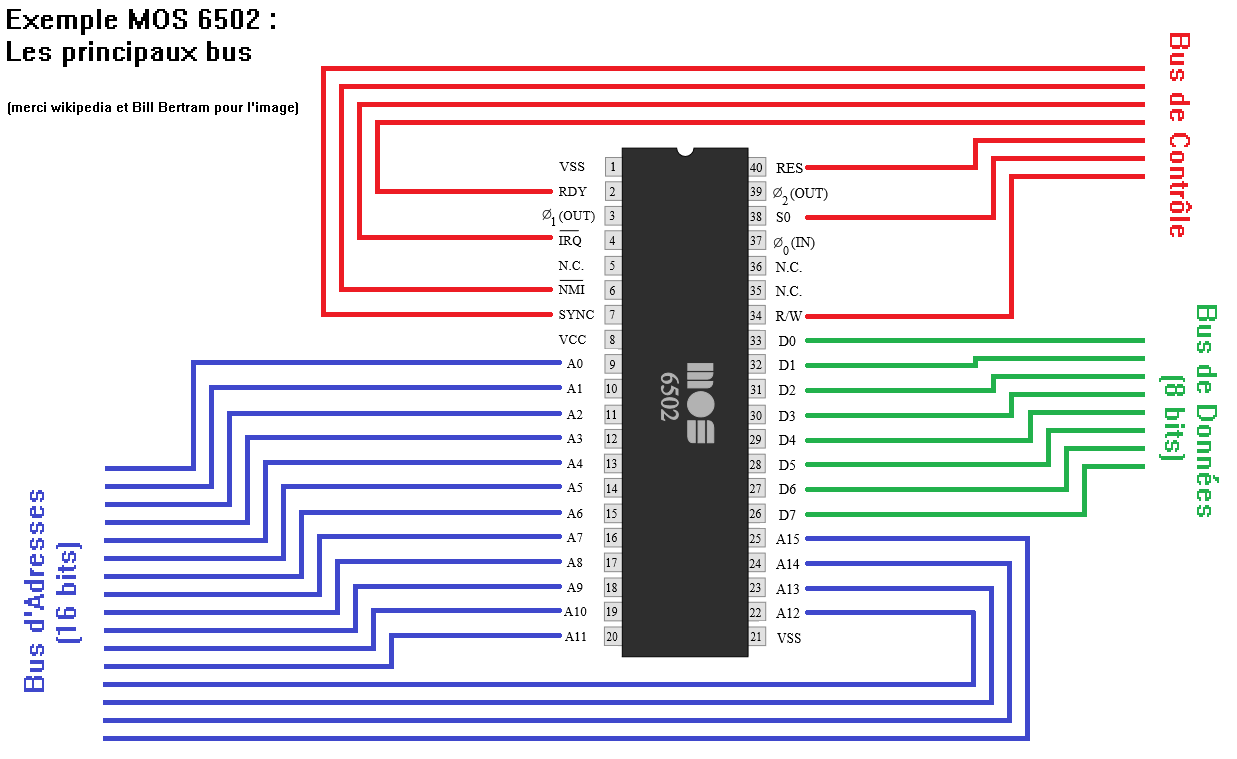 Exemple MOS 6502 :
Les principaux bus
(merci wikipedia et Bill Bertram pour l'image)
Bus de Contrôle
VSS 1 40 RES
RDY 2 39 Ø2(OUT)
Ø1(OUT) 3 38 S0
IRQ 4 37 Ø0(IN)
N.C. 5 36 N.C.
NMI 6 35 N.C.
SYNC 7 34 R/W
VCC 8 33 D0
A0 9 32 D1
A1 10 31 D2
A2 11 30 D3
A3 12 29 D4
A4 13 28 D5
A5 14 27 D6
A6 15 26 D7
A7 16 25 A15
A8 17 24 A14
A9 18 23 A13
A10 19 22 A12
A11 20 21 VSS
MOS
6502
Bus de Données
(8 bits)
Bus d'Adresses
(16 bits)